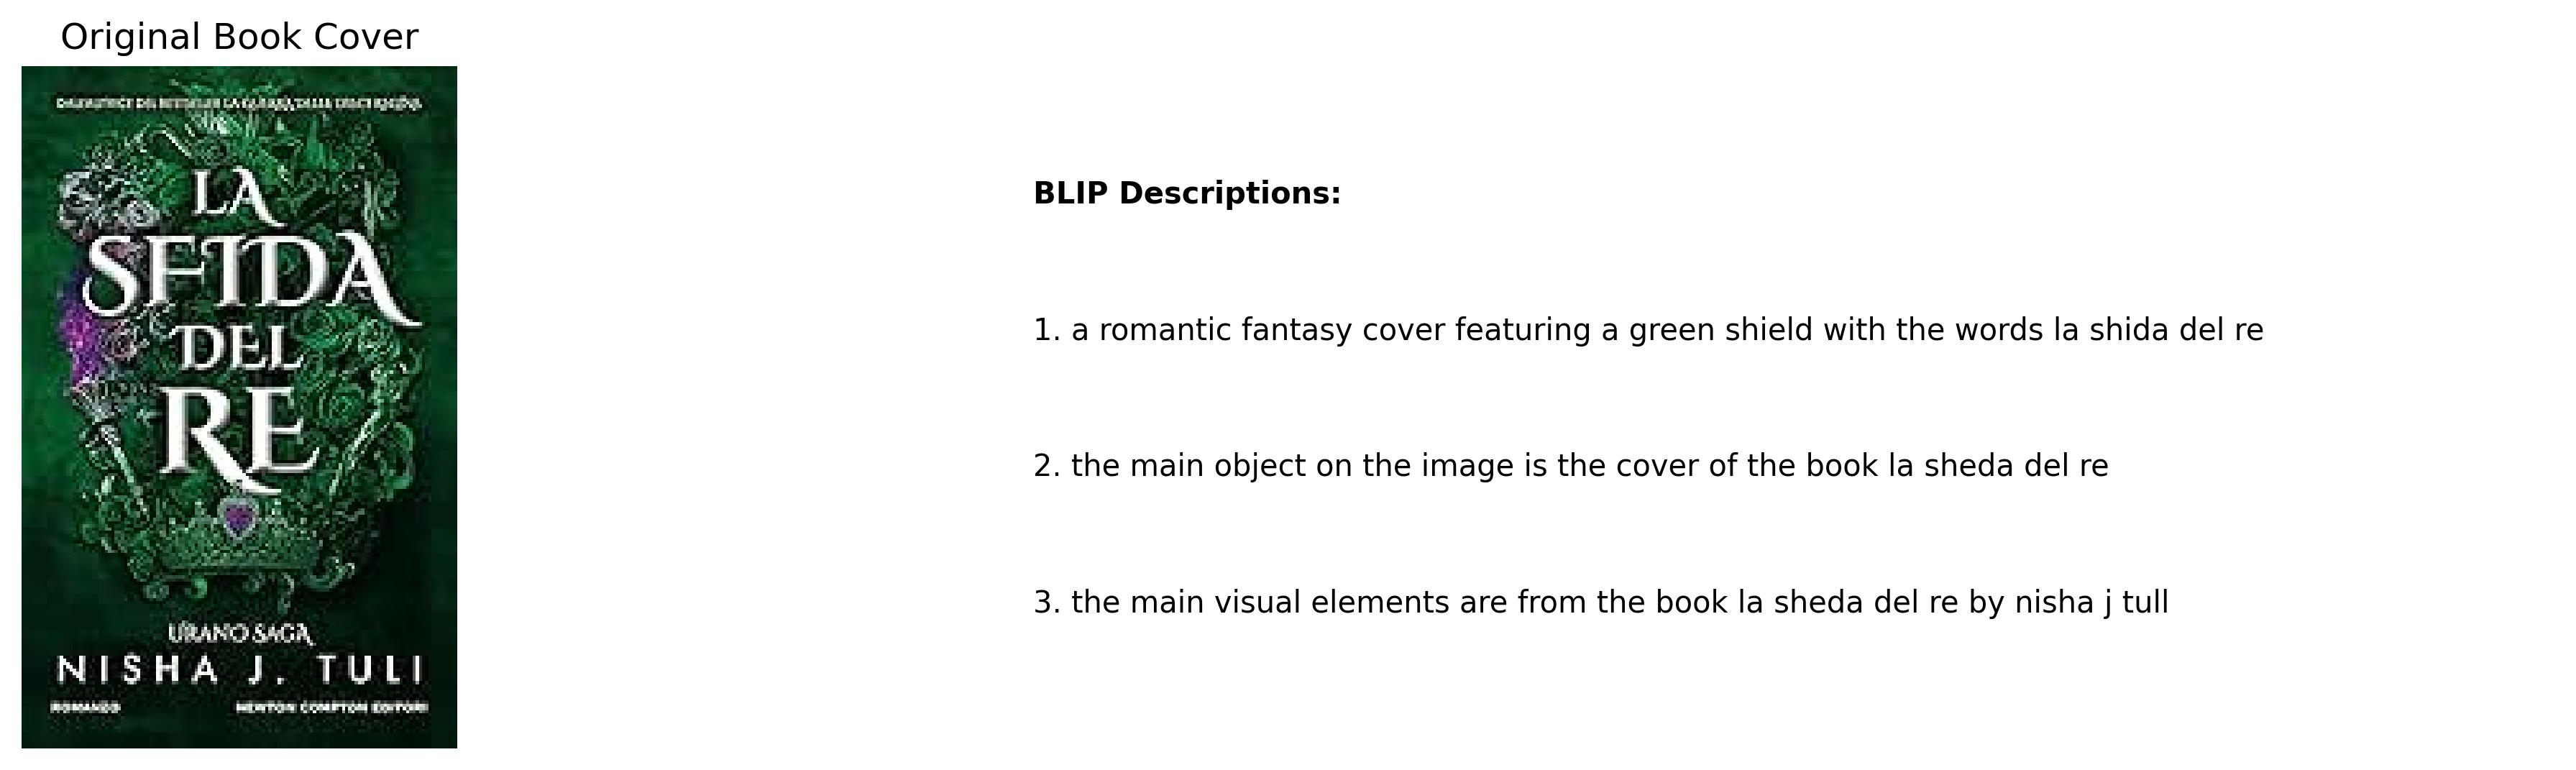 Original Book Cover
LA
SFIDA
DEL
RE
URANO SAGA
NISHA J. TULI
ROMANZO
NEWTON COMPTON EDITORI
BLIP Descriptions:
1. a romantic fantasy cover featuring a green shield with the words la shida del re
2. the main object on the image is the cover of the book la sheda del re
3. the main visual elements are from the book la sheda del re by nisha j tull